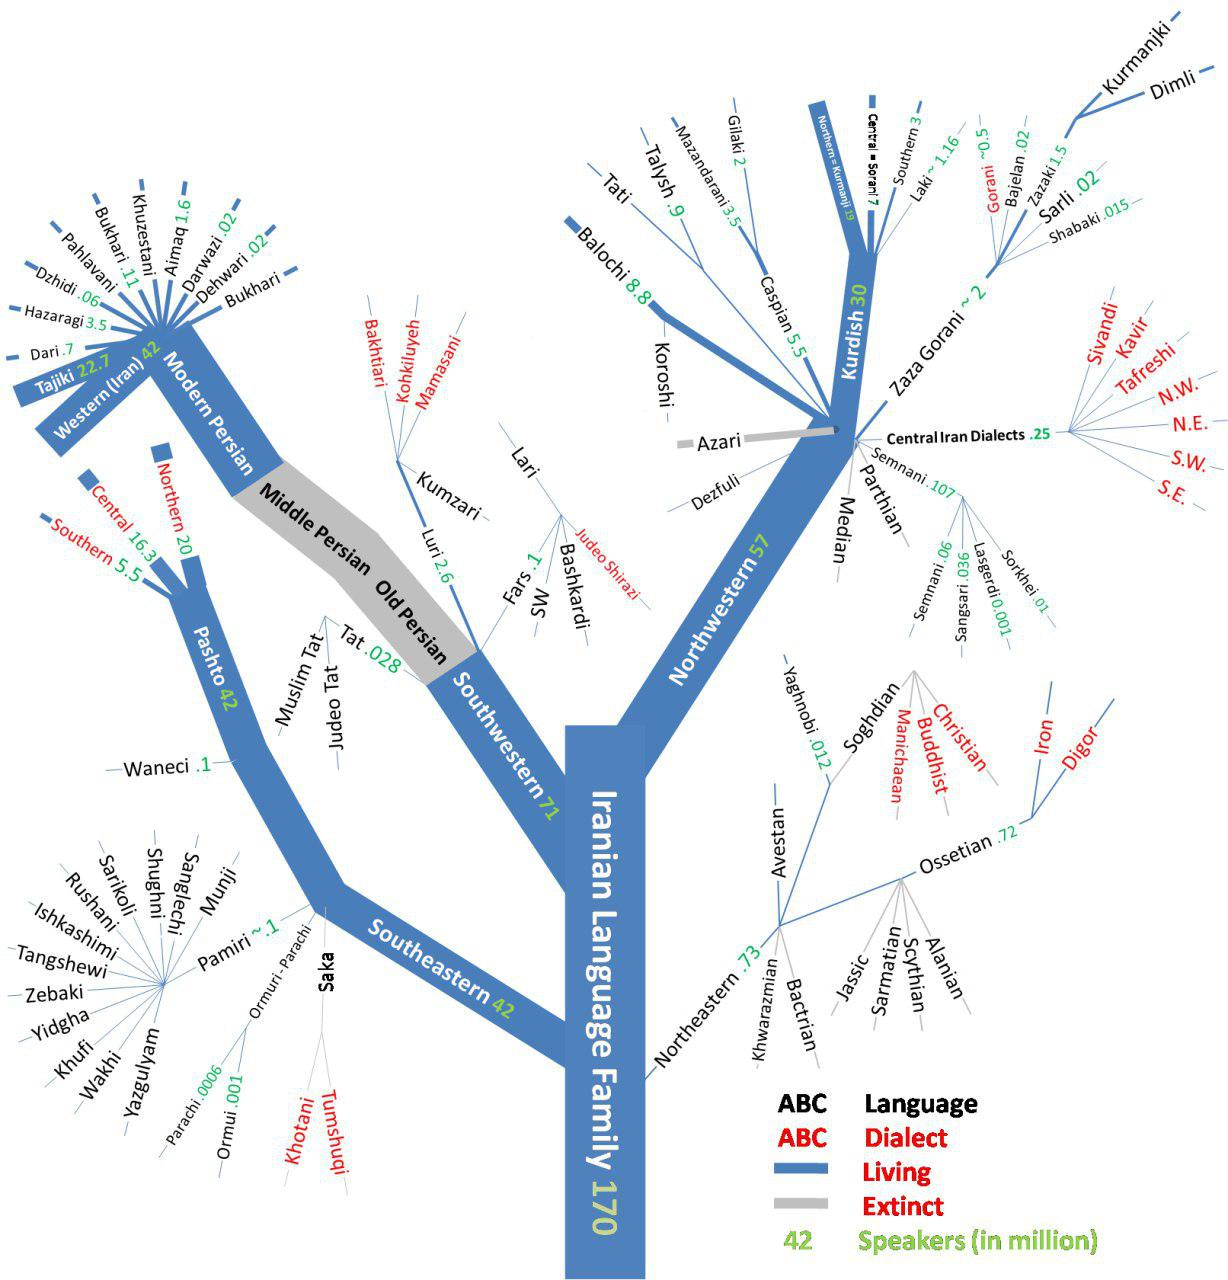 Iranian Language Family 170
Southwestern 71
Old Persian
Middle Persian
Modern Persian
Western (Iran) 42
Tajiki 22.7
Dari .7
Hazaragi 3.5
Dzhidi .06
Pahlavani
Bukhari .11
Khuzestani
Aimaq 1.6
Darwazi .02
Dehwari .02
Bukhari
Tat .028
Muslim Tat
Judeo Tat
Luri 2.6
Bakhtiari
Kohkiluyeh
Mamasani
Kumzari
Lari
Fars .1
SW
Bashkardi
Judeo Shirazi
Northwestern 57
Dezfuli
Azari
Balochi 8.8
Koroshi
Tati
Talysh .9
Caspian 5.5
Mazandarani 3.5
Gilaki 2
Kurdish 30
Northern = Kurmanji 19
Central = Sorani 7
Southern 3
Laki ~ 1.16
Zaza Gorani ~ 2
Gorani ~ 0.5
Bajelan .02
Zazaki 1.5
Kurmanjki
Dimli
Sarli .02
Shabaki .015
Central Iran Dialects .25
Sivandi
Kavir
Tafreshi
N.W.
N.E.
S.W.
S.E.
Semnani .107
Semnani .06
Sangsari .036
Lasgerdi 0.001
Sorkhei .01
Parthian
Median
Southeastern 42
Pashto 42
Southern 5.5
Central 16.3
Northern 20
Waneci .1
Pamiri ~.1
Munji
Sanglechi
Shughni
Sarikoli
Rushani
Ishkashimi
Tangshewi
Zebaki
Yidgha
Khufi
Wakhi
Yazgulyam
Ormuri - Parachi
Parachi .0006
Ormui .001
Saka
Khotani
Tumshuqi
Northeastern .73
Avestan
Yaghnobi .012
Soghdian
Manichaean
Buddhist
Christian
Ossetian .72
Iron
Digor
Jassic
Sarmatian
Scythian
Alanian
Khwarazmian
Bactrian
ABC Language
ABC Dialect
Living
Extinct
42 Speakers (in million)